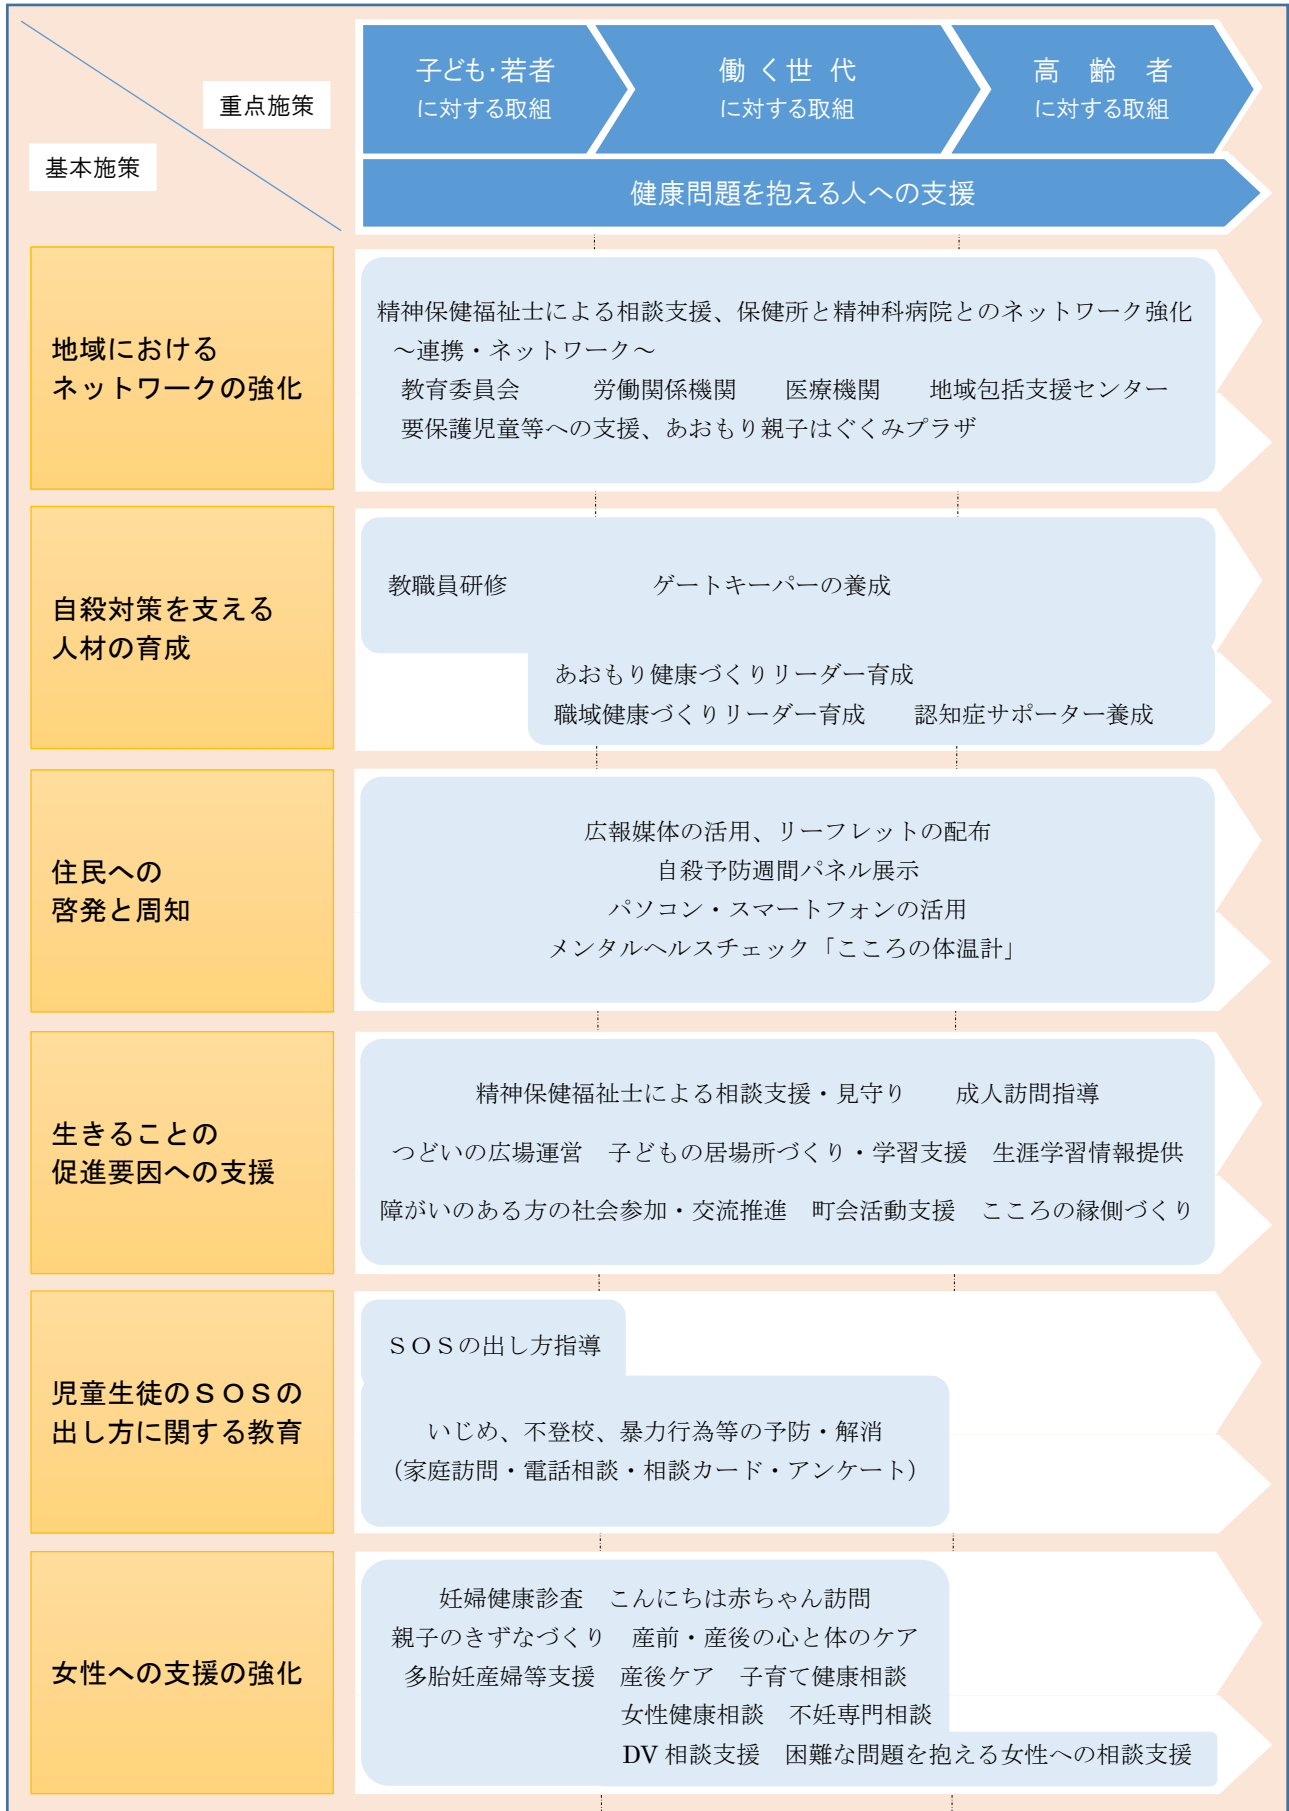 重点施策
基本施策
子ども・若者
に対する取組
働く世代
に対する取組
高齢者
に対する取組
健康問題を抱える人への支援
地域における
ネットワークの強化
精神保健福祉士による相談支援、保健所と精神科病院とのネットワーク強化
～連携・ネットワーク～
教育委員会　労働関係機関　医療機関　地域包括支援センター
要保護児童等への支援、あおもり親子はぐくみプラザ
自殺対策を支える
人材の育成
教職員研修　ゲートキーパーの養成
あおもり健康づくりリーダー育成
職域健康づくりリーダー育成　認知症サポーター養成
住民への
啓発と周知
広報媒体の活用、リーフレットの配布
自殺予防週間パネル展示
パソコン・スマートフォンの活用
メンタルヘルスチェック「こころの体温計」
生きることの
促進要因への支援
精神保健福祉士による相談支援・見守り　成人訪問指導
つどいの広場運営　子どもの居場所づくり・学習支援　生涯学習情報提供
障がいのある方の社会参加・交流推進　町会活動支援　こころの縁側づくり
児童生徒のＳＯＳの
出し方に関する教育
ＳＯＳの出し方指導
いじめ、不登校、暴力行為等の予防・解消
（家庭訪問・電話相談・相談カード・アンケート）
女性への支援の強化
妊婦健康診査　こんにちは赤ちゃん訪問
親子のきずなづくり　産前・産後の心と体のケア
多胎妊産婦等支援　産後ケア　子育て健康相談
女性健康相談　不妊専門相談
DV 相談支援　困難な問題を抱える女性への相談支援